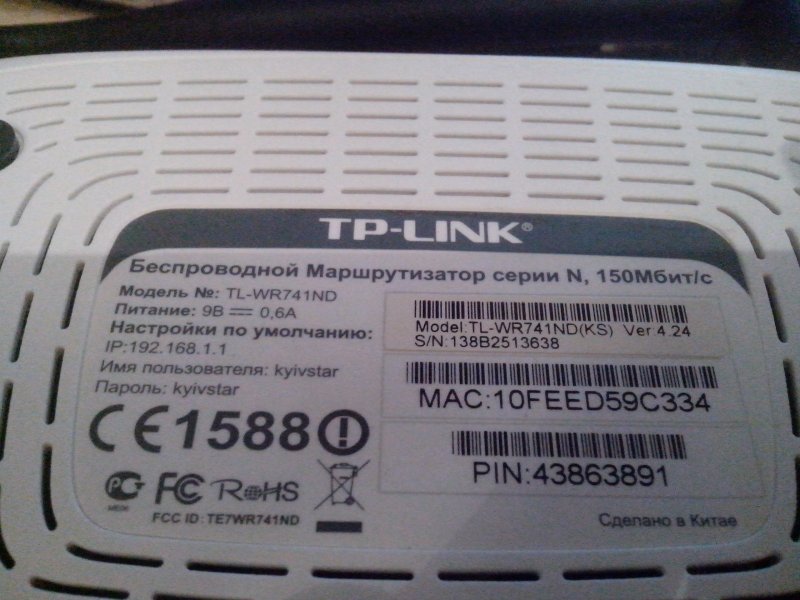 TP-LINK®
Беспроводной Маршрутизатор серии N, 150Мбит/с
Модель №: TL-WR741ND
Питание: 9В ⎓ 0,6А
Настройки по умолчанию:
IP:192.168.1.1
Имя пользователя: kyivstar
Пароль: kyivstar
Model:TL-WR741ND(KS) Ver:4.24
S/N:138B2513638
MAC:10FEED59C334
PIN:43863891
CE1588
FC RoHS
FCC ID: TE7WR741ND
Сделано в Китае